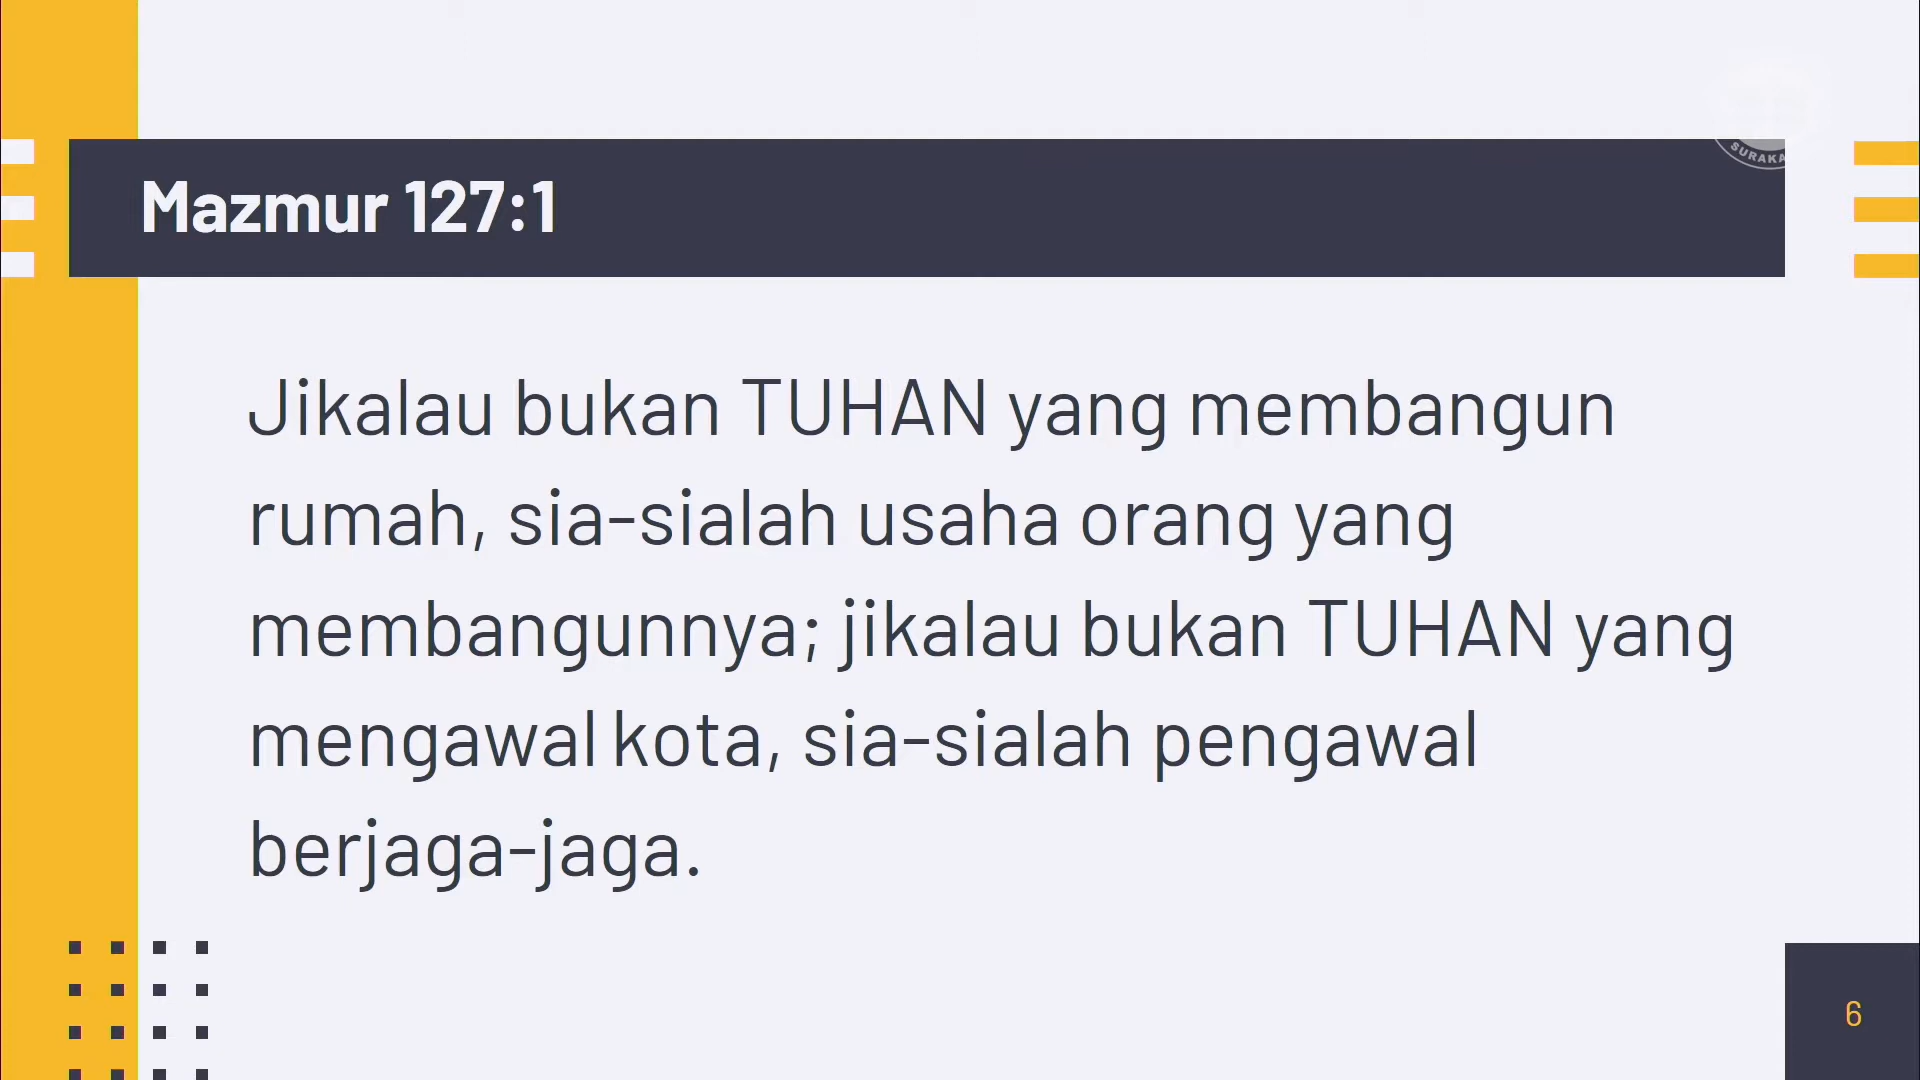 Mazmur 127:1
Jikalau bukan TUHAN yang membangun
rumah, sia-sialah usaha orang yang
membangunnya; jikalau bukan TUHAN yang
mengawal kota, sia-sialah pengawal
berjaga-jaga.
6